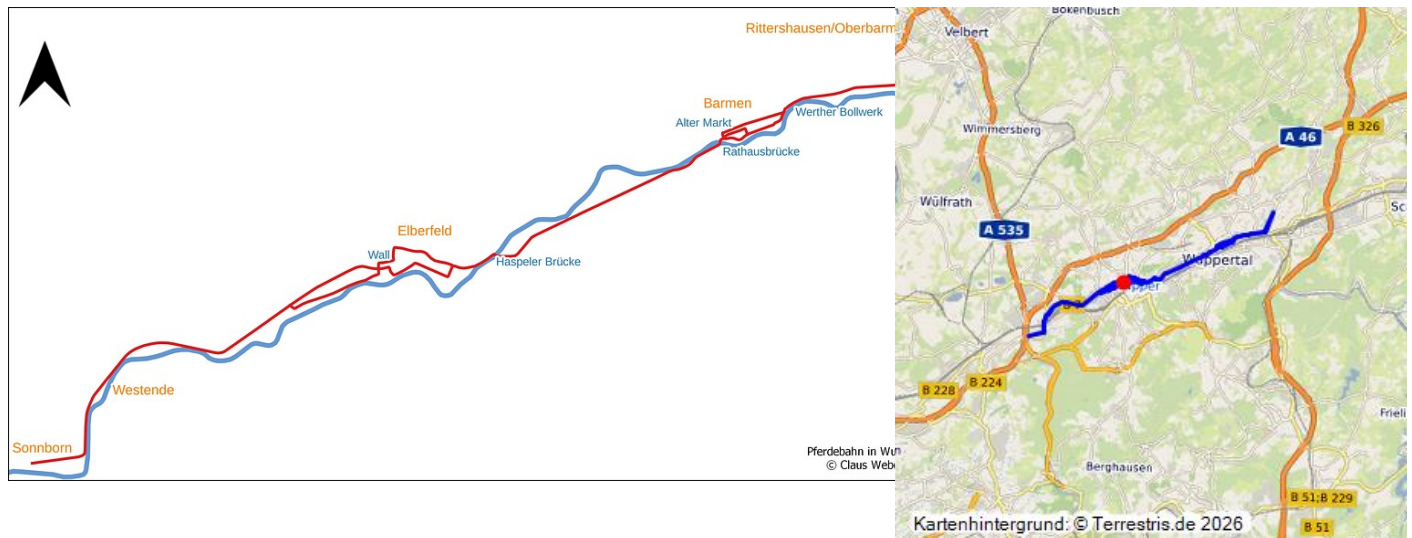 Rittershausen/Oberbarm
Barmen
Alter Markt
Werther Bollwerk
Rathausbrücke
Elberfeld
Wall
Haspeler Brücke
Westende
Sonnborn
Pferdebahn in Wu
© Claus Webe
Bokenbusch
Velbert
Wimmersberg
A 46
B 326
Wülfrath
A 535
Sc
Wuppertal
B 7
B 228
B 224
Frieli
Berghausen
B 51;B 229
B 51
Kartenhintergrund: © Terrestris.de 2026